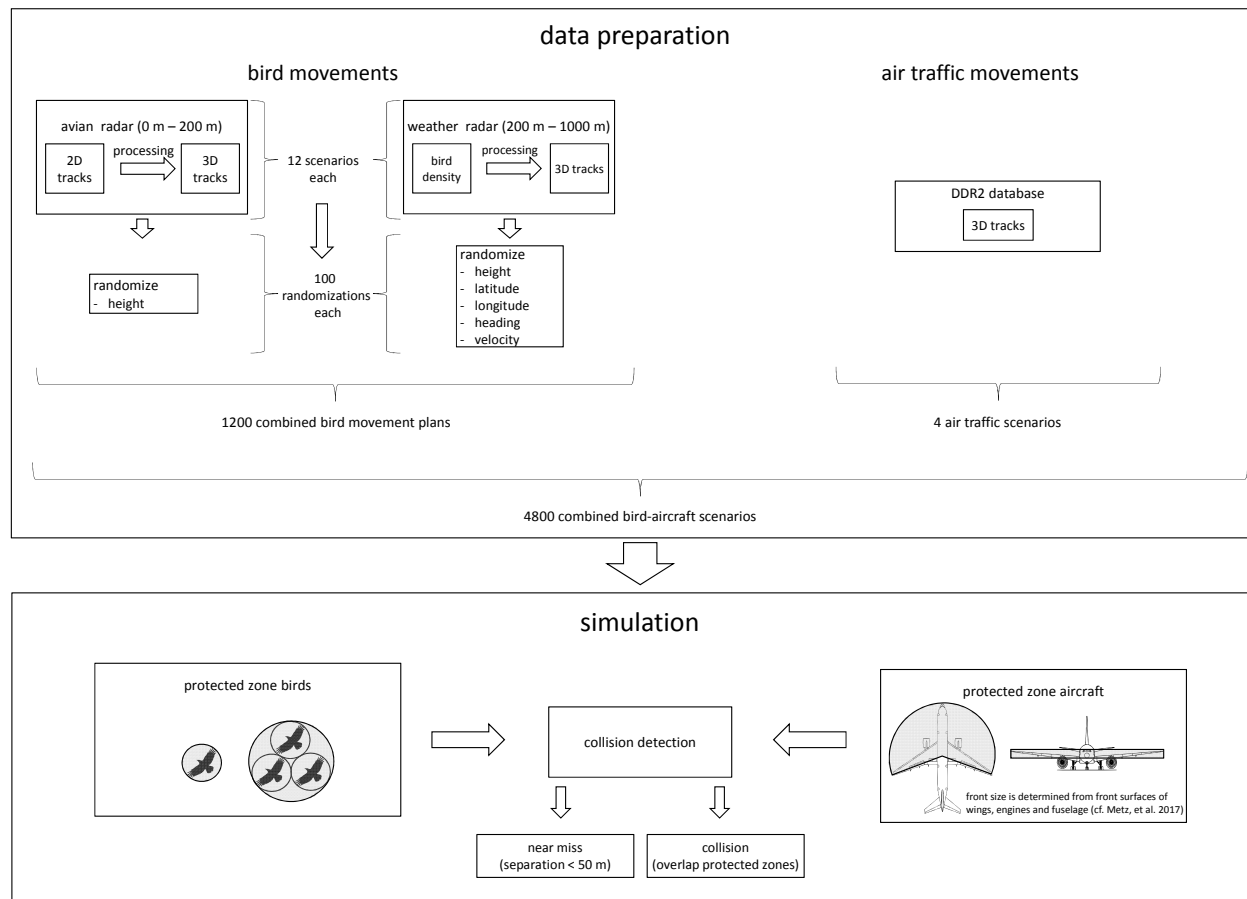 data preparation
bird movements
air traffic movements
avian radar (0 m – 200 m)
processing
2D
tracks
3D
tracks
12 scenarios
each
weather radar (200 m – 1000 m)
processing
bird
density
3D tracks
DDR2 database
3D tracks
randomize
- height
100
randomizations
each
randomize
- height
- latitude
- longitude
- heading
- velocity
1200 combined bird movement plans
4 air traffic scenarios
4800 combined bird-aircraft scenarios
simulation
protected zone birds
collision detection
protected zone aircraft
front size is determined from front surfaces of
wings, engines and fuselage (cf. Metz, et al. 2017)
near miss
(separation < 50 m)
collision
(overlap protected zones)